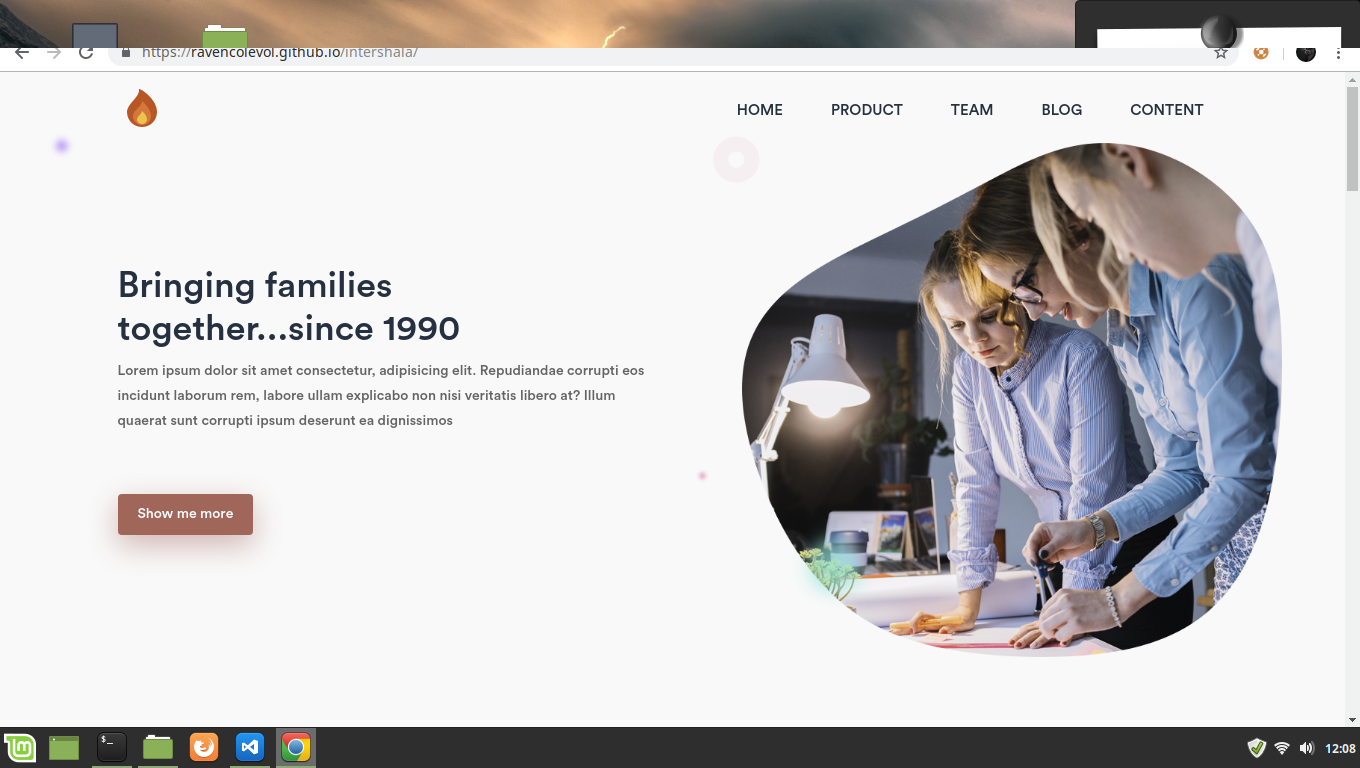 https://ravencolevol.github.io/intershala/
HOME PRODUCT TEAM BLOG CONTENT
Bringing families
together...since 1990
Lorem ipsum dolor sit amet consectetur, adipisicing elit. Repudiandae corrupti eos
incidunt laborum rem, labore ullam explicabo non nisi veritatis libero at? Illum
quaerat sunt corrupti ipsum deserunt ea dignissimos
Show me more
$_
12:08